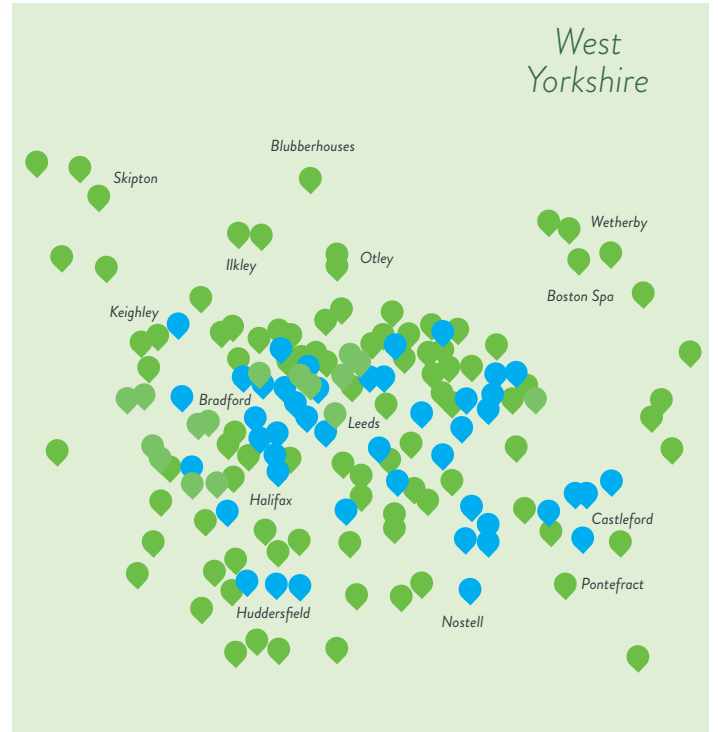 West
Yorkshire
Blubberhouses
Skipton
Wetherby
Ilkley
Otley
Boston Spa
Keighley
Bradford
Leeds
Halifax
Castleford
Pontefract
Huddersfield
Nostell